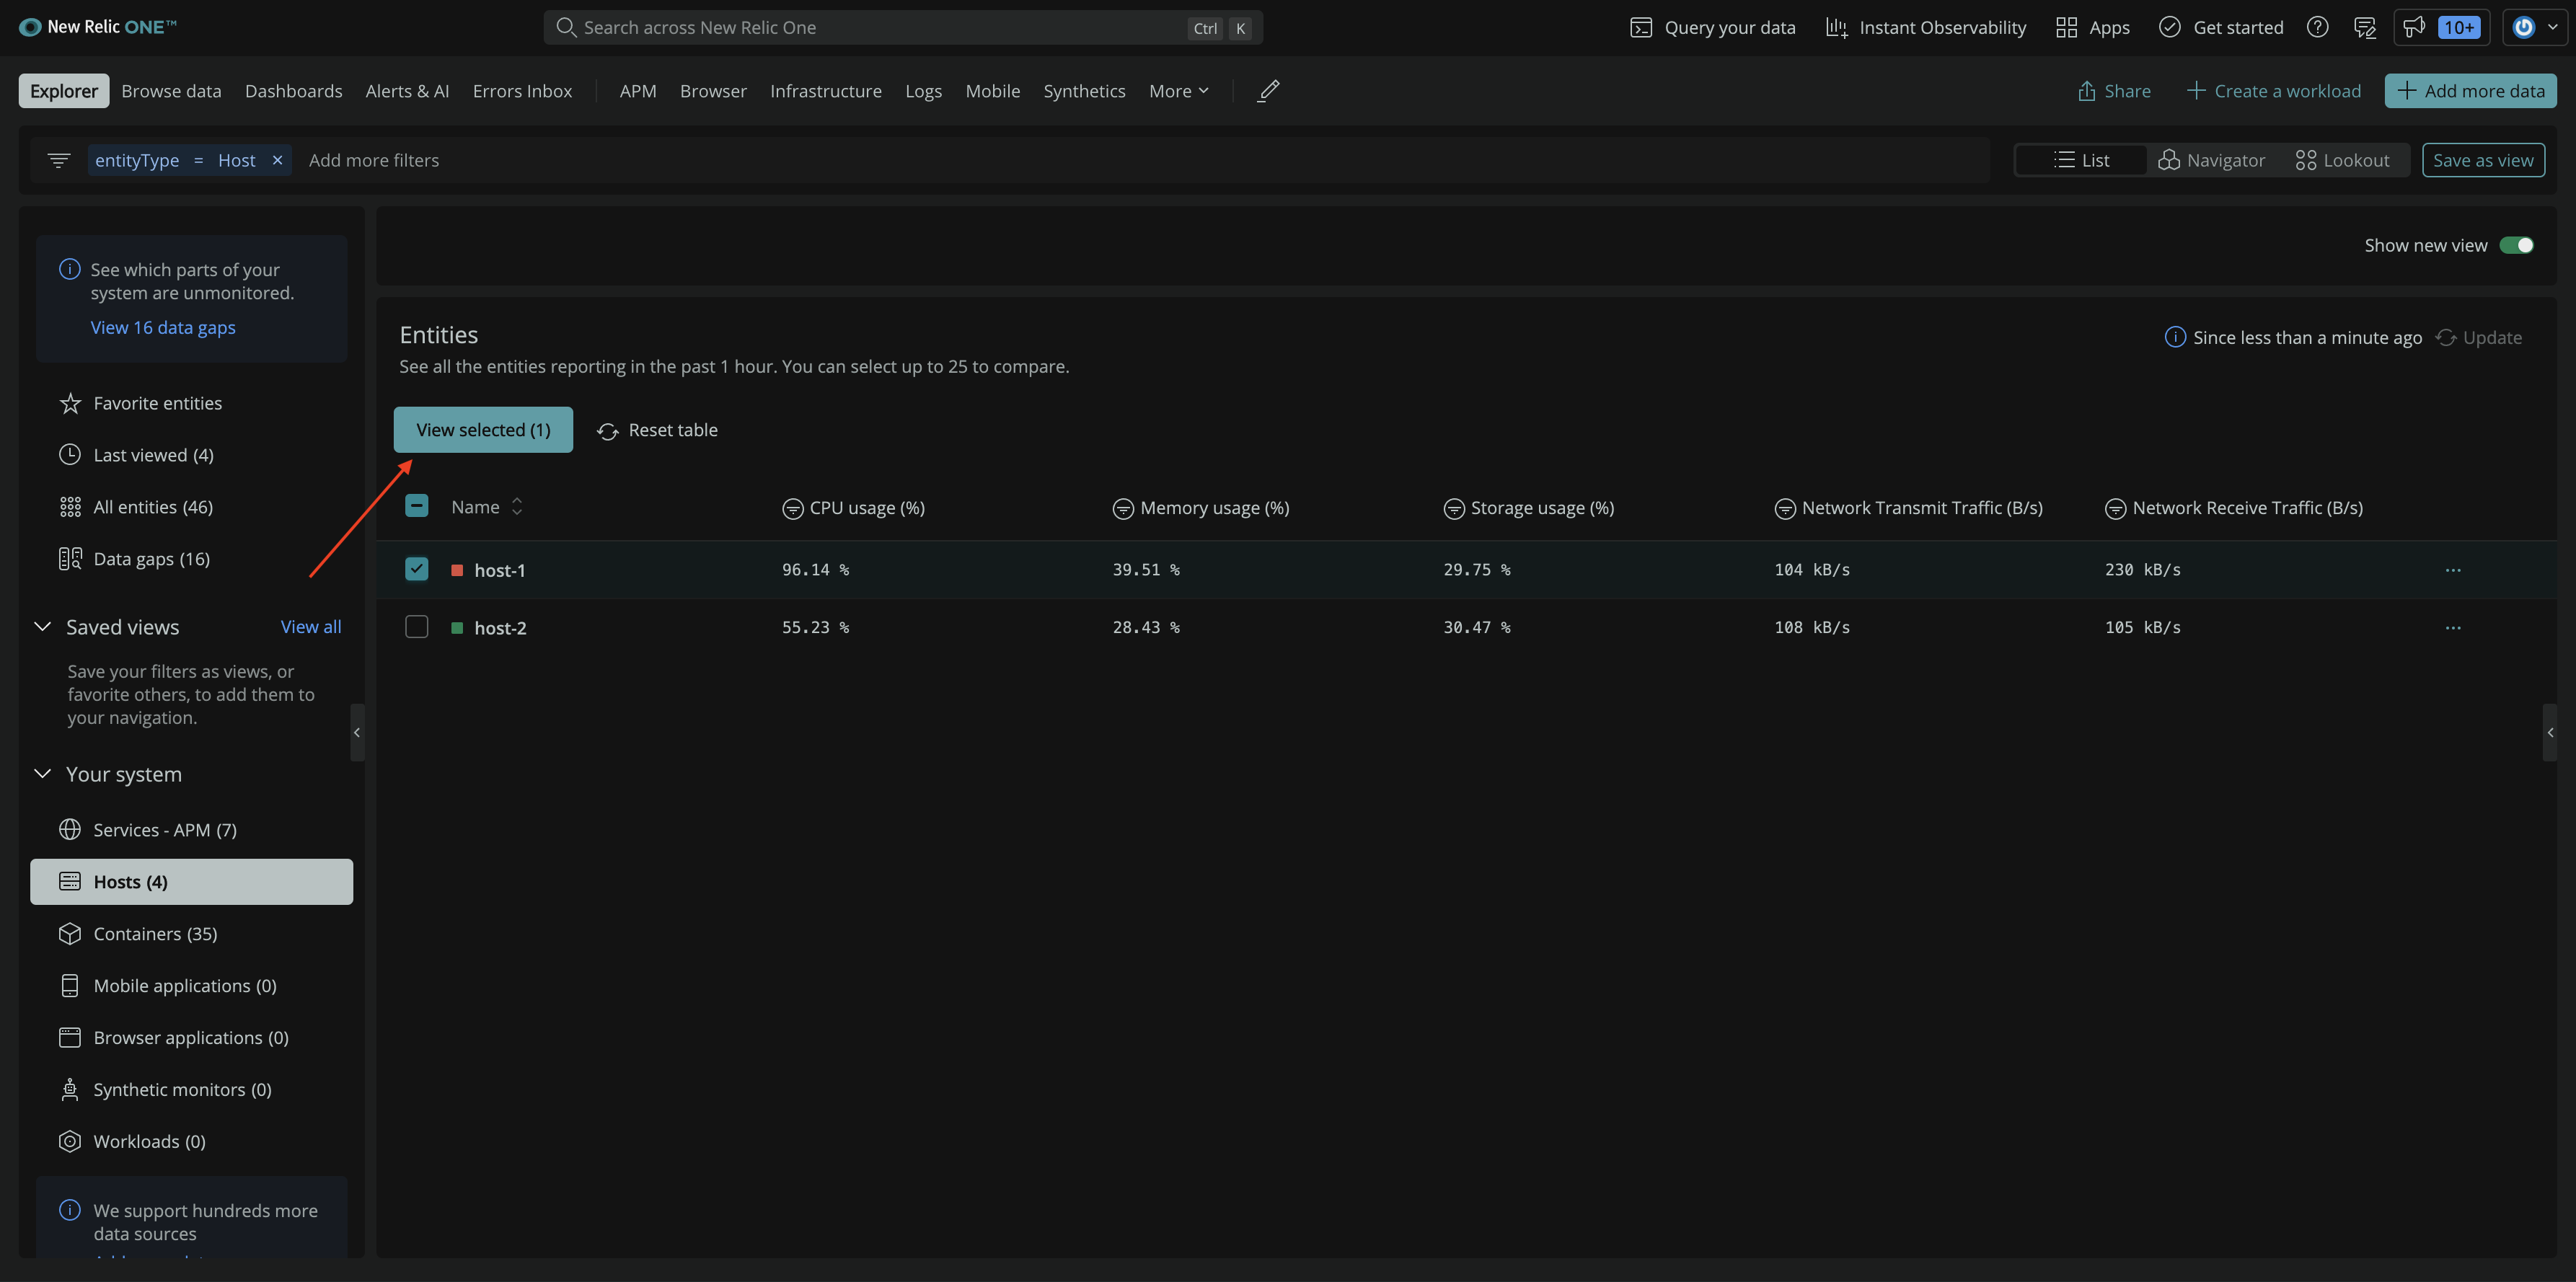 New Relic ONE™
Search across New Relic One Ctrl K
Query your data Instant Observability Apps Get started 10+
Explorer Browse data Dashboards Alerts & AI Errors Inbox APM Browser Infrastructure Logs Mobile Synthetics More
Share + Create a workload + Add more data
entityType = Host × Add more filters
List Navigator Lookout Save as view
See which parts of your
system are unmonitored.
View 16 data gaps
Favorite entities
Last viewed (4)
All entities (46)
Data gaps (16)
Saved views View all
Save your filters as views, or
favorite others, to add them to
your navigation.
Your system
Services - APM (7)
Hosts (4)
Containers (35)
Mobile applications (0)
Browser applications (0)
Synthetic monitors (0)
Workloads (0)
We support hundreds more
data sources
Show new view
Entities
See all the entities reporting in the past 1 hour. You can select up to 25 to compare.
Since less than a minute ago Update
View selected (1) Reset table
Name CPU usage (%) Memory usage (%) Storage usage (%) Network Transmit Traffic (B/s) Network Receive Traffic (B/s)
host-1 96.14 % 39.51 % 29.75 % 104 kB/s 230 kB/s ...
host-2 55.23 % 28.43 % 30.47 % 108 kB/s 105 kB/s ...